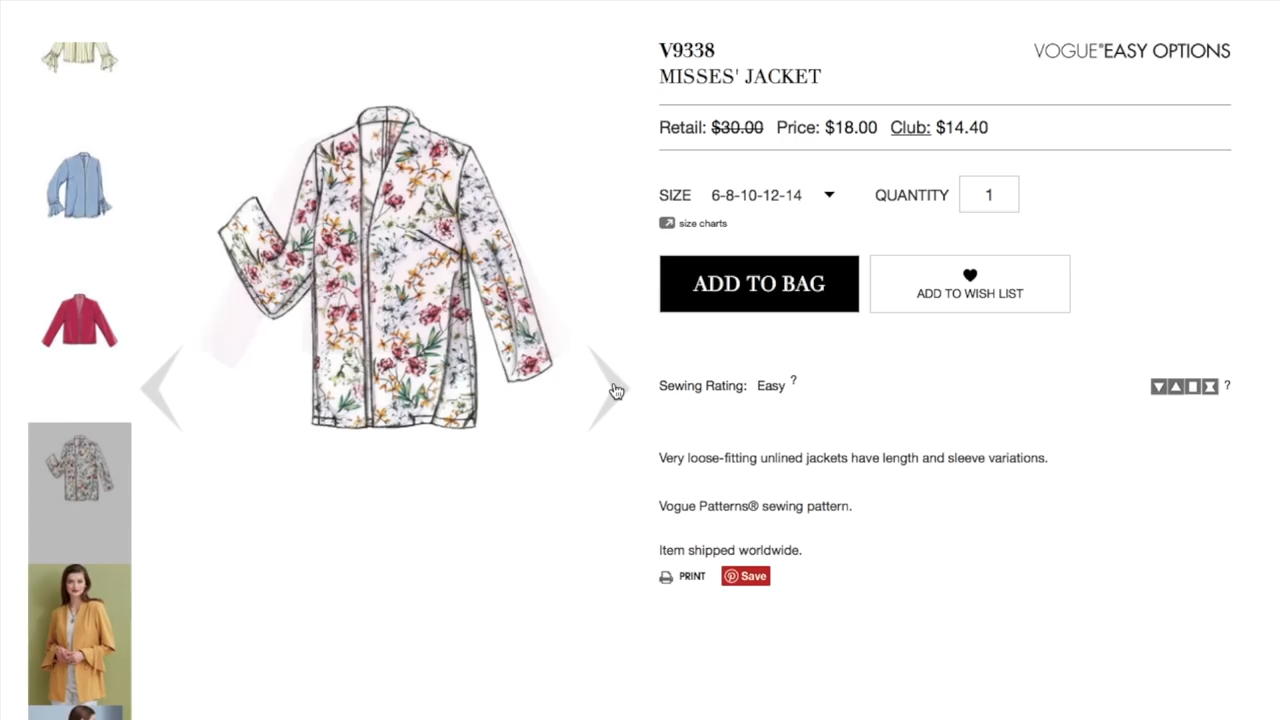 V9338
VOGUE®EASY OPTIONS
MISSES' JACKET
Retail: $30.00 Price: $18.00 Club: $14.40
SIZE 6-8-10-12-14 QUANTITY 1
size charts
ADD TO BAG
ADD TO WISH LIST
Sewing Rating: Easy ?
?
Very loose-fitting unlined jackets have length and sleeve variations.
Vogue Patterns® sewing pattern.
Item shipped worldwide.
PRINT Save